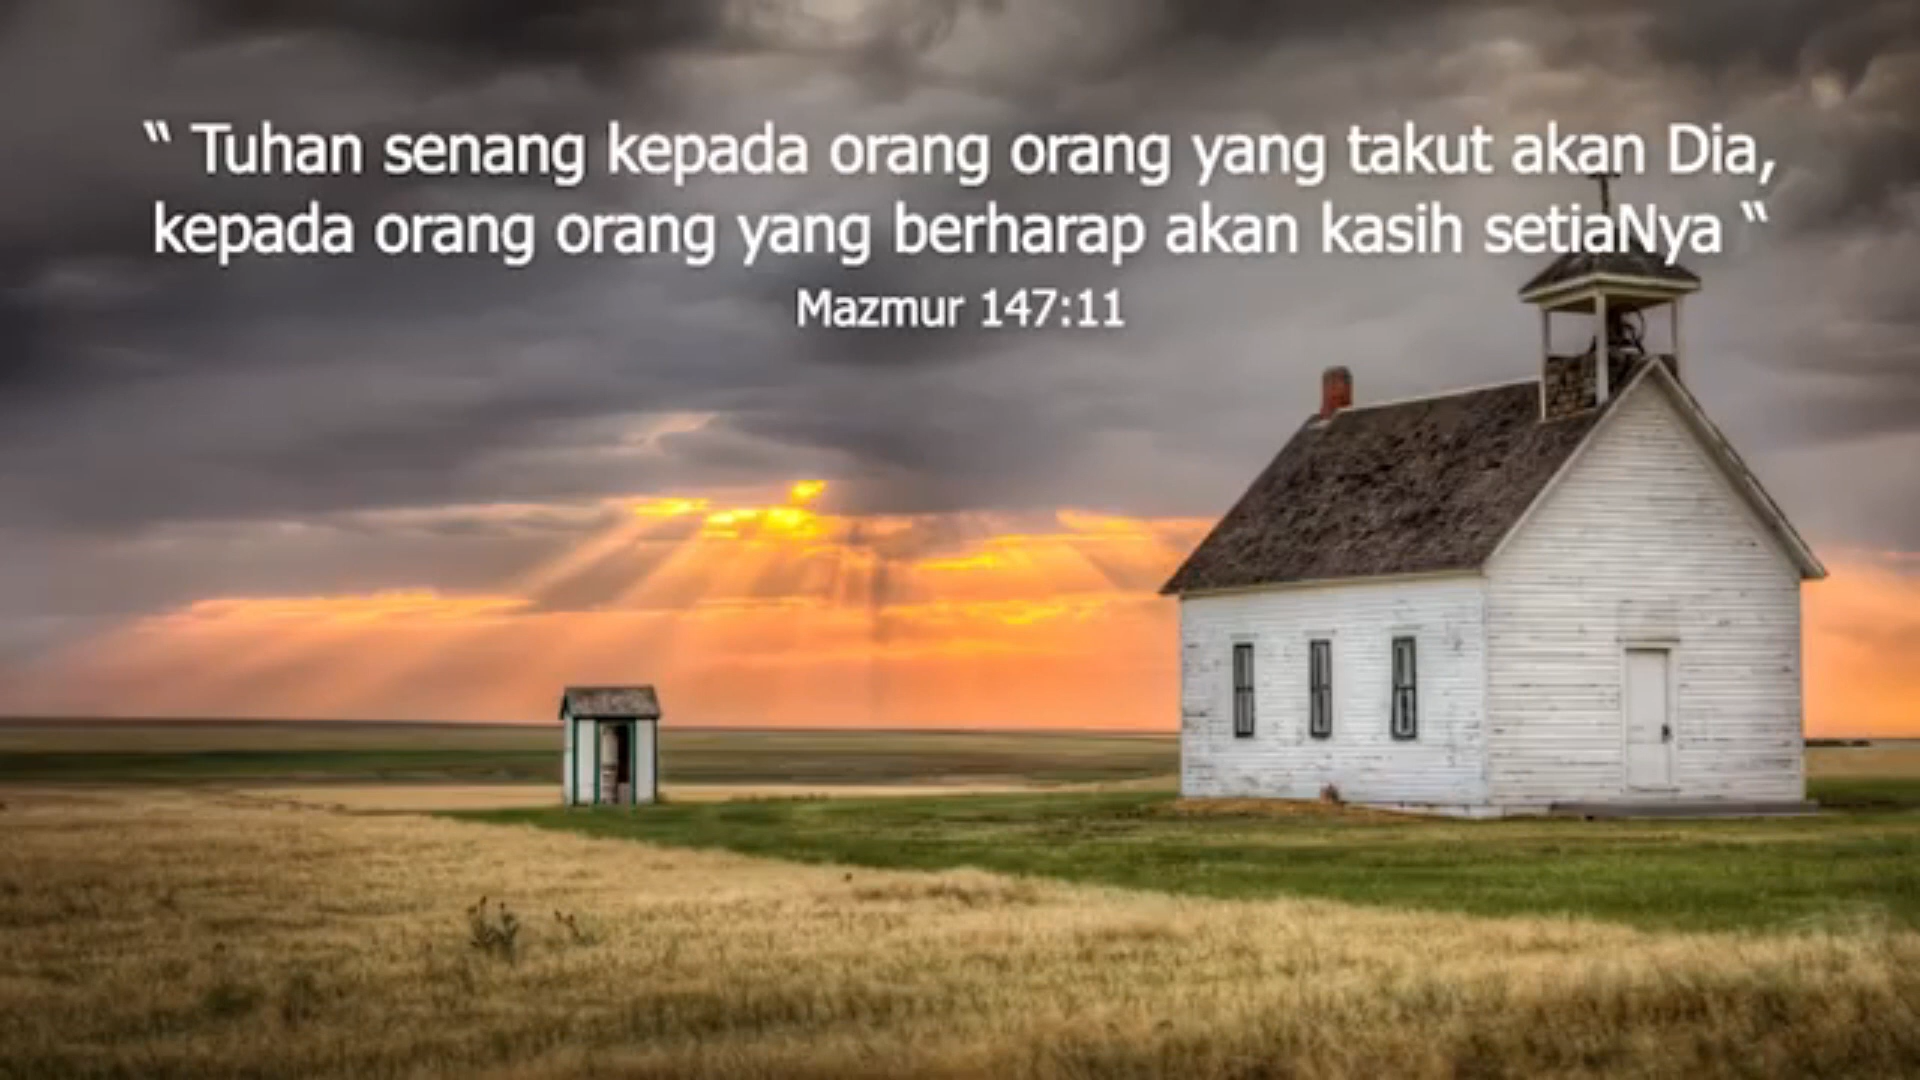 “ Tuhan senang kepada orang orang yang takut akan Dia,
kepada orang orang yang berharap akan kasih setiaNya “
Mazmur 147:11